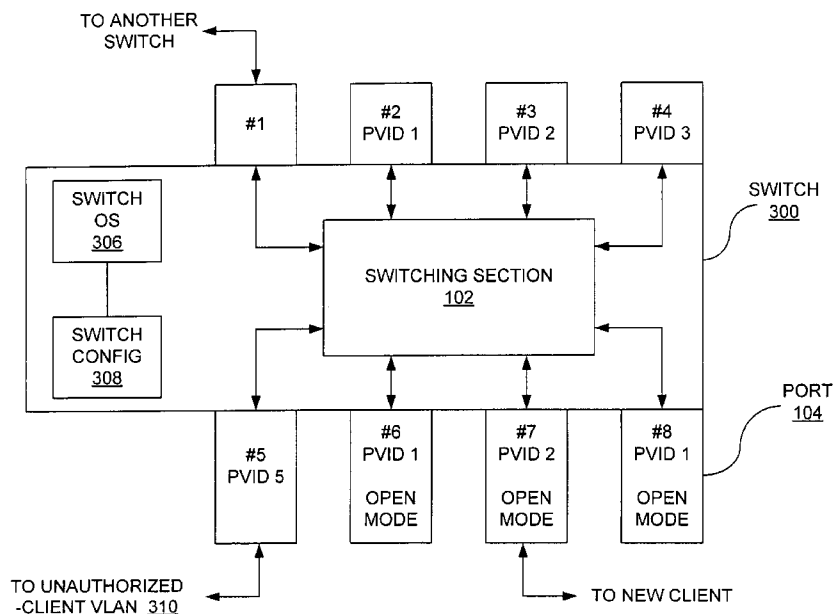 TO ANOTHER
SWITCH
#1
#2
PVID 1
#3
PVID 2
#4
PVID 3
SWITCH
OS
306
SWITCHING SECTION
102
SWITCH
300
SWITCH
CONFIG
308
PORT
104
#5
PVID 5
#6
PVID 1
OPEN
MODE
#7
PVID 2
OPEN
MODE
#8
PVID 1
OPEN
MODE
TO UNAUTHORIZED
-CLIENT VLAN 310
TO NEW CLIENT